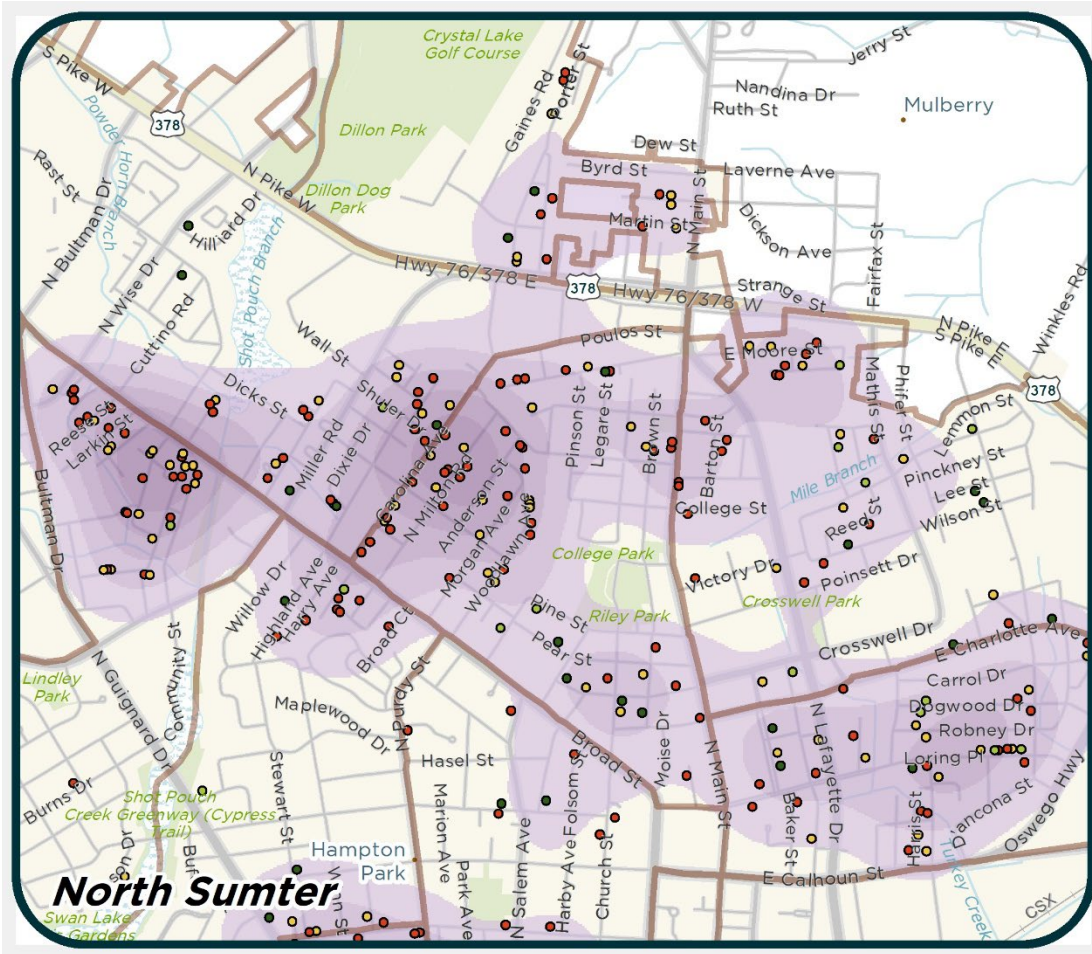 Crystal Lake
Golf Course
Jerry St
S Pike W
Gaines Rd
Porter St
Nandina Dr
Ruth St
Mulberry
378
Powder Horn Branch
Dillon Park
Dew St
Rast St
N Pike W
Byrd St
Laverne Ave
Dillon Dog
Park
N Bultman Dr
Hilliard Dr
Martin St
N Main St
Dickson Ave
Fairfax St
Shot Pouch Branch
N Wise Dr
Hwy 76/378 E
378
Hwy 76/378 W
Strange St
Winkles Rd
Cuttino Rd
N Pike E
S Pike E
Wall St
Poulos St
E Moore St
378
Mathis St
Phifer St
Dicks St
Shuler Dr
Lemmon St
Reese St
Larkin St
Miller Rd
Dixie Dr
Carolina Ave
Pinson St
Legare St
Brown St
Barton St
Pinckney St
Mile Branch
Lee St
N Milton Rd
Anderson St
College St
Reed St
Wilson St
Bultman Dr
Morgan Ave
Woodlawn Ave
College Park
Victory Dr
Poinsett Dr
Willow Dr
Highland Ave
Harry Ave
Crosswell Park
Pine St
Riley Park
Broad Ct
Pear St
Crosswell Dr
E Charlotte Ave
Community St
Lindley
Park
N Guignard Dr
Carrol Dr
Maplewood Dr
N Purdy St
Dogwood Dr
N Lafayette Dr
Robney Dr
Broad St
Moise Dr
Hasel St
N Main St
Loring Pl
Burns Dr
Stewart St
Folsom St
Shot Pouch
Creek Greenway (Cypress
Trail)
Marion Ave
Baker St
Harris St
D'ancona St
Oswego Hwy
Hampton
Park
Park Ave
N Salem Ave
Harby Ave
Church St
E Calhoun St
Turkey Creek
North Sumter
Swan Lake
Gardens
CSX